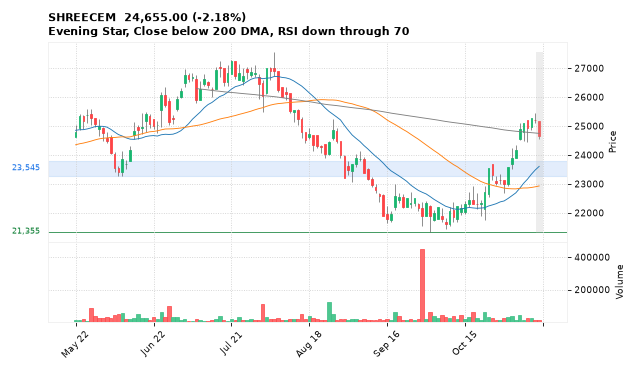 SHREECEM 24,655.00 (-2.18%)
Evening Star, Close below 200 DMA, RSI down through 70
27000
26000
25000
24000
23000
22000
Price
23,545
21,355
400000
200000
Volume
May 22
Jun 22
Jul 21
Aug 18
Sep 16
Oct 15